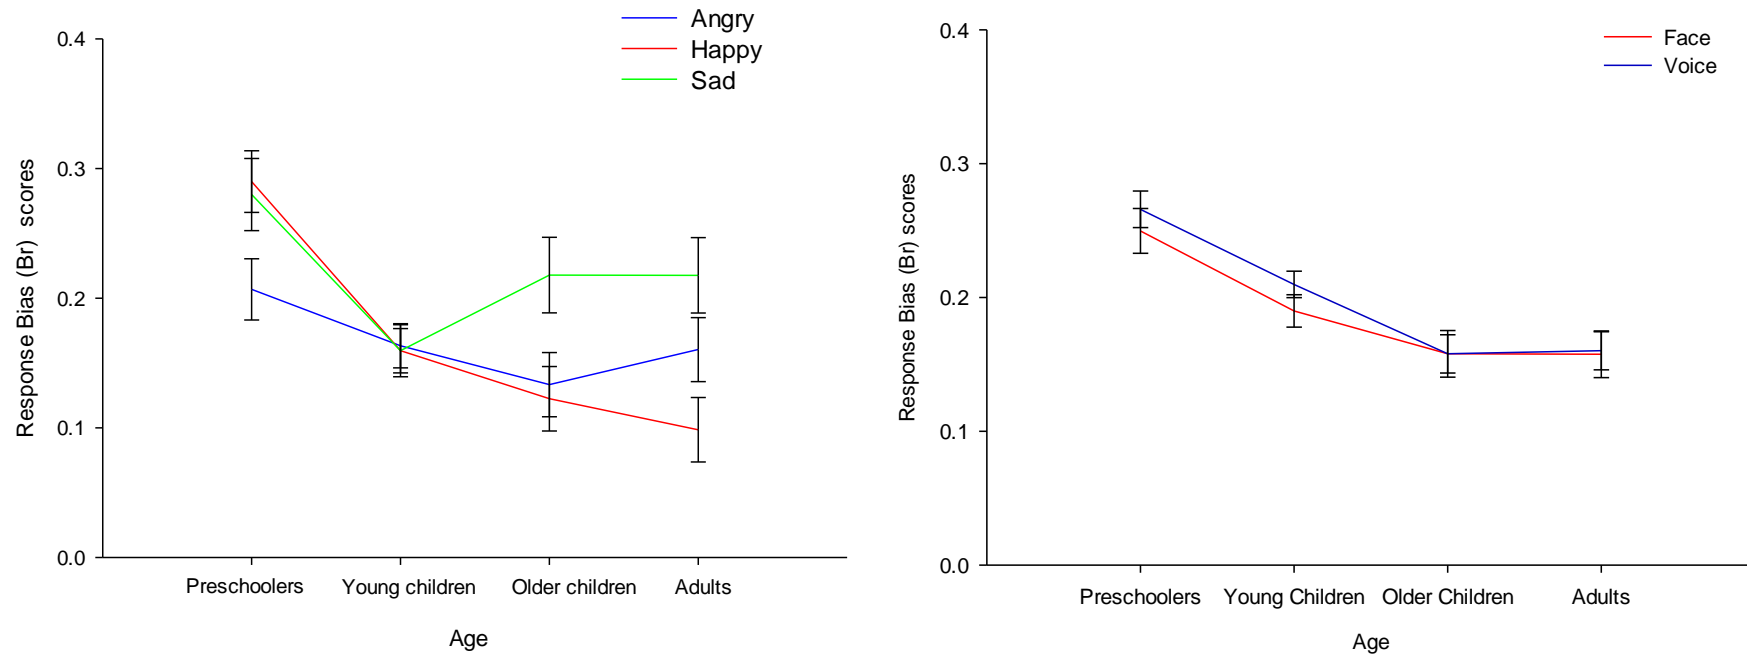 Angry
Happy
Sad
0.4
0.3
0.2
0.1
0.0
Response Bias (Br) scores
Preschoolers Young children Older children Adults
Age
Face
Voice
0.4
0.3
0.2
0.1
0.0
Response Bias (Br) scores
Preschoolers Young Children Older Children Adults
Age